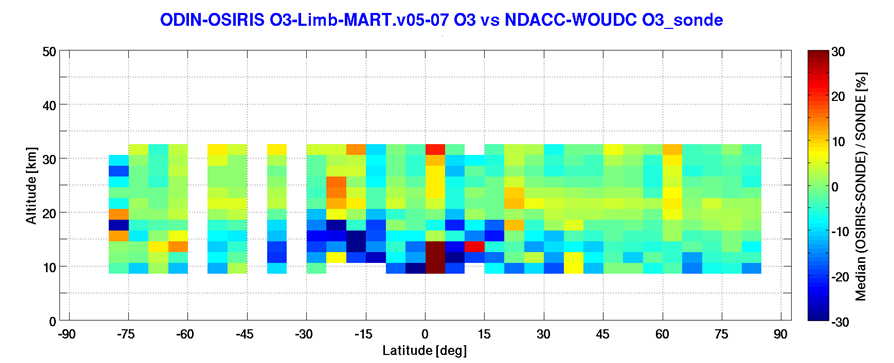 ODIN-OSIRIS O3-Limb-MART.v05-07 O3 vs NDACC-WOUDC O3_sonde
50
40
30
20
10
0
Altitude [km]
-90 -75 -60 -45 -30 -15 0 15 30 45 60 75 90
Latitude [deg]
30
20
10
0
-10
-20
-30
Median (OSIRIS-SONDE) / SONDE [%]